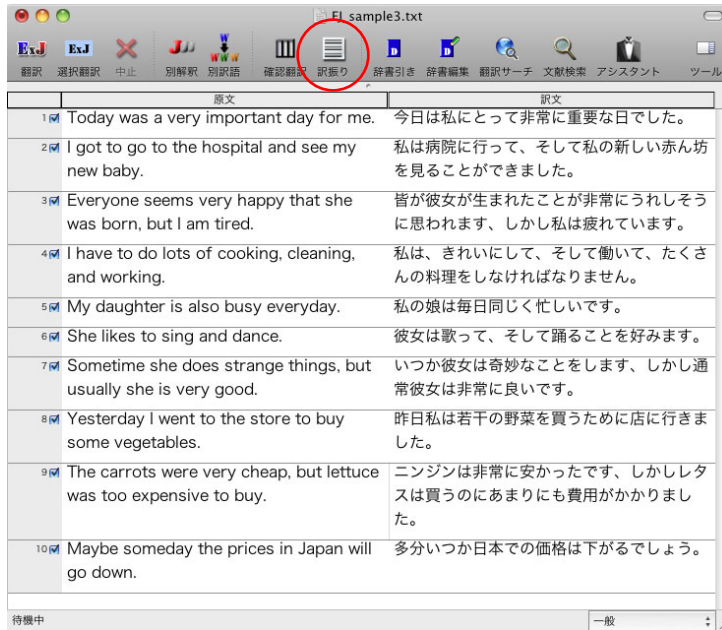 EJ_sample3.txt
ExJ ExJ J
翻訳 選択翻訳 中止 別解釈 別訳語 確認翻訳 訳振り 辞書引き 辞書編集 翻訳サーチ 文献検索 アシスタント ツール
原文 訳文
1 Today was a very important day for me. 今日は私にとって非常に重要な日でした。
2 I got to go to the hospital and see my 私は病院に行って、そして私の新しい赤ん坊
new baby. を見ることができました。
3 Everyone seems very happy that she 皆が彼女が生まれたことが非常にうれしそう
was born, but I am tired. に思われます、しかし私は疲れています。
4 I have to do lots of cooking, cleaning, 私は、きれいにして、そして働いて、たくさ
and working. んの料理をしなければなりません。
5 My daughter is also busy everyday. 私の娘は毎日同じく忙しいです。
6 She likes to sing and dance. 彼女は歌って、そして踊ることを好みます。
7 Sometime she does strange things, but いつか彼女は奇妙なことをします、しかし通
usually she is very good. 常彼女は非常に良いです。
8 Yesterday I went to the store to buy 昨日私は若干の野菜を買うために店に行きま
some vegetables. した。
9 The carrots were very cheap, but lettuce ニンジンは非常に安かったです、しかしレタ
was too expensive to buy. スは買うのにあまりにも費用がかかりまし
た。
10 Maybe someday the prices in Japan will 多分いつか日本での価格は下がるでしょう。
go down.
待機中 一般